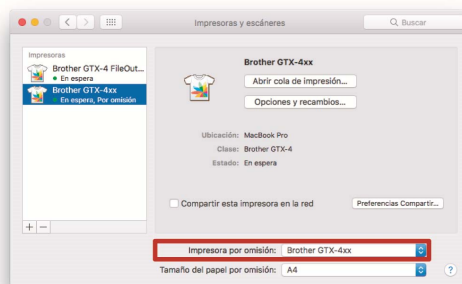 Impresoras y escáneres
Buscar
Impresoras
Brother GTX-4 FileOut...
En espera
Brother GTX-4xx
En espera, Por omisión
Brother GTX-4xx
Abrir cola de impresión...
Opciones y recambios...
Ubicación: MacBook Pro
Clase: Brother GTX-4
Estado: En espera
Compartir esta impresora en la red
Preferencias Compartir...
+ −
Impresora por omisión: Brother GTX-4xx
Tamaño del papel por omisión: A4
?